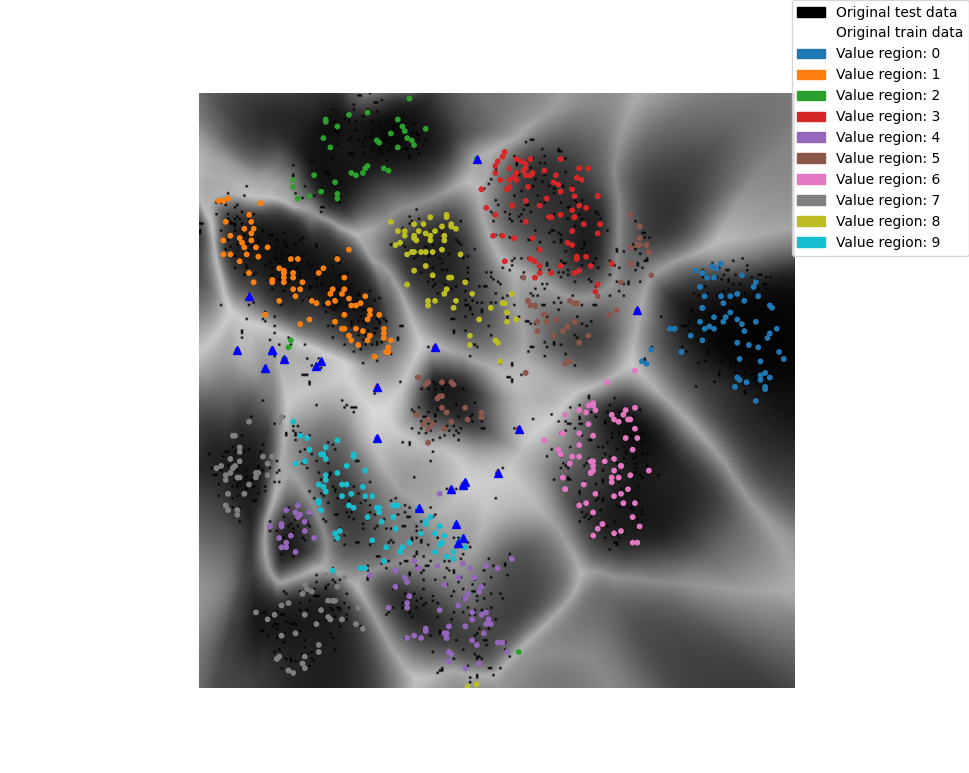 Original test data
Original train data
Value region: 0
Value region: 1
Value region: 2
Value region: 3
Value region: 4
Value region: 5
Value region: 6
Value region: 7
Value region: 8
Value region: 9